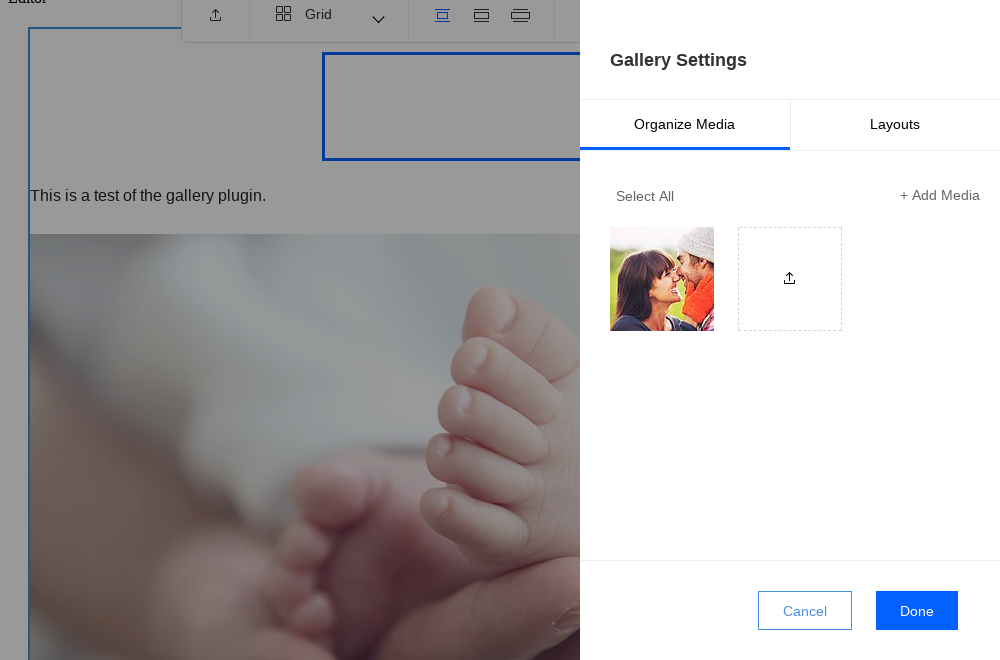 Grid
This is a test of the gallery plugin.
Gallery Settings
Organize Media
Layouts
Select All
+ Add Media
Cancel
Done